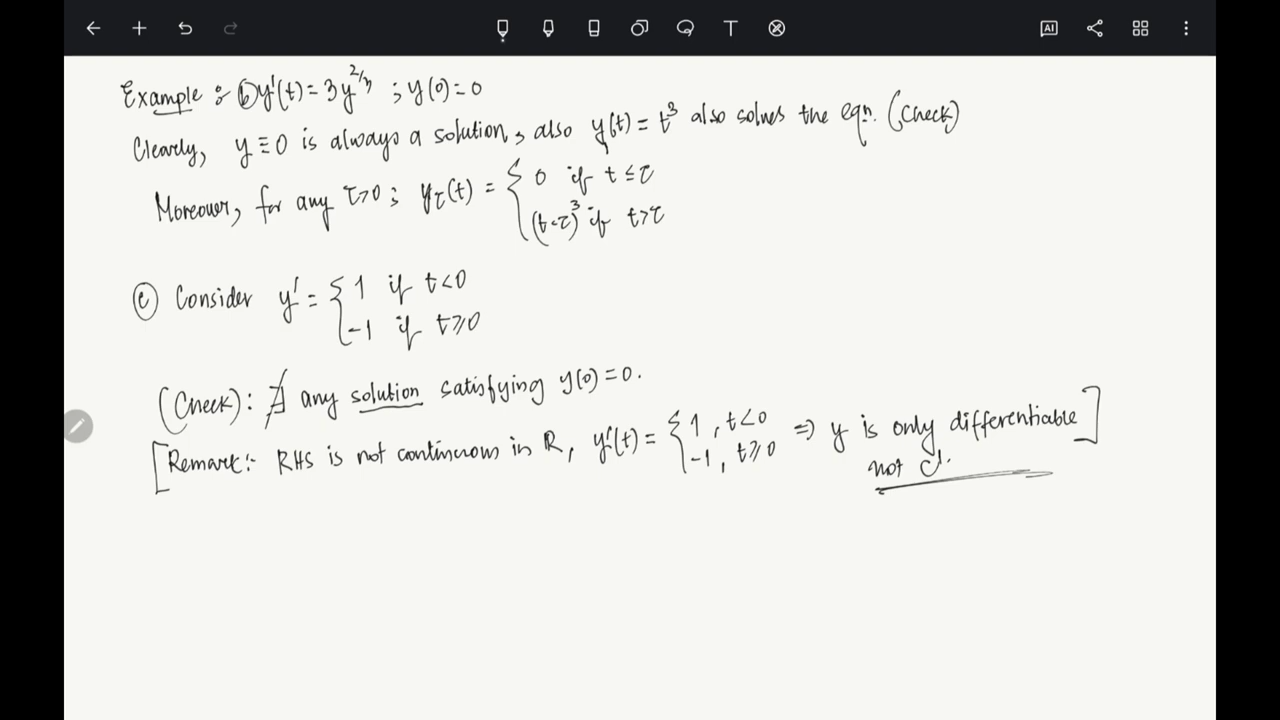 Example :- ⓑ y'(t) = 3y^{2/3} ; y(0) = 0
Clearly, y ≡ 0 is always a solution, also y(t) = t³ also solves the eqn. (Check)
Moreover, for any τ>0 ; y_τ(t) = { 0 if t ≤ τ
(t-τ)³ if t>τ
ⓒ Consider y' = { 1 if t<0
-1 if t≥0
(Check): ∄ any solution satisfying y(0)=0.
[Remark:- RHS is not continuous in R, y'(t) = { 1, t<0 ⇒ y is only differentiable]
-1, t≥0
not C¹.
AI
T